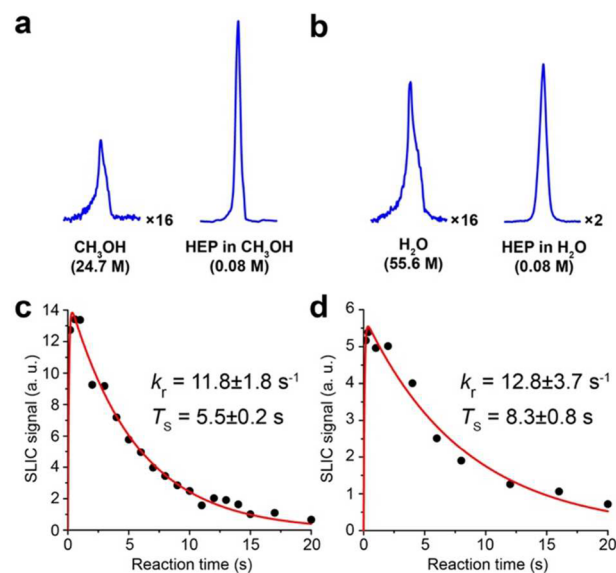 a
b
×16
×16
×2
CH₃OH
(24.7 M)
HEP in CH₃OH
(0.08 M)
H₂O
(55.6 M)
HEP in H₂O
(0.08 M)
c
14
12
10
8
6
4
2
0
SLIC signal (a. u.)
kᵣ = 11.8±1.8 s⁻¹
Tₛ = 5.5±0.2 s
0 5 10 15 20
Reaction time (s)
d
6
5
4
3
2
1
0
SLIC signal (a. u.)
kᵣ = 12.8±3.7 s⁻¹
Tₛ = 8.3±0.8 s
0 5 10 15 20
Reaction time (s)